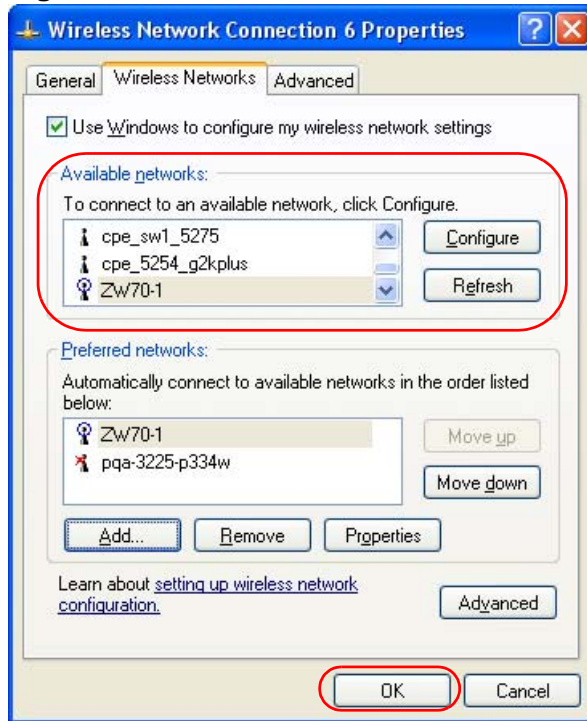 Wireless Network Connection 6 Properties
General Wireless Networks Advanced
Use Windows to configure my wireless network settings
Available networks:
To connect to an available network, click Configure.
cpe_sw1_5275
cpe_5254_g2kplus
ZW70-1
Configure
Refresh
Preferred networks:
Automatically connect to available networks in the order listed
below:
ZW70-1
pqa-3225-p334w
Move up
Move down
Add... Remove Properties
Learn about setting up wireless network
configuration.
Advanced
OK Cancel